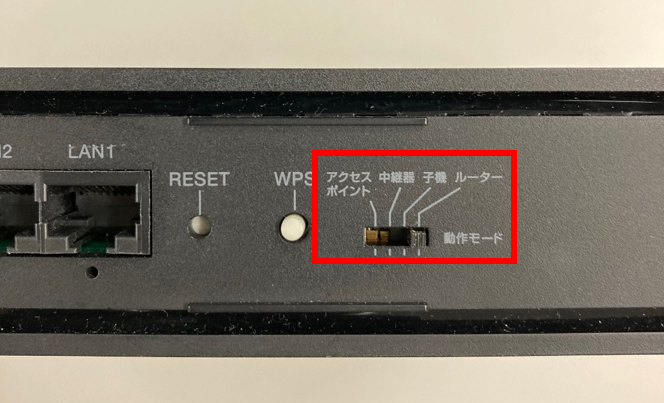 LAN1
RESET
WPS
アクセス 中継器 子機 ルーター
ポイント
動作モード